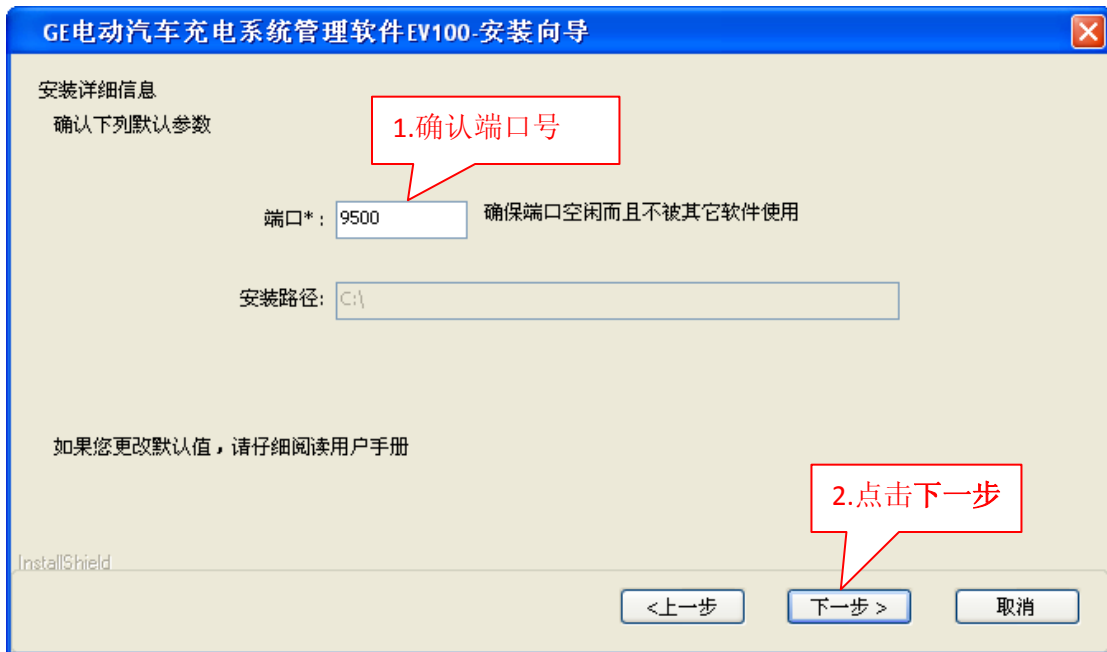 GE电动汽车充电系统管理软件EV100-安装向导
安装详细信息
确认下列默认参数
1.确认端口号
端口*: 9500 确保端口空闲而且不被其它软件使用
安装路径: C:\
如果您更改默认值，请仔细阅读用户手册
2.点击下一步
InstallShield
<上一步 下一步 > 取消